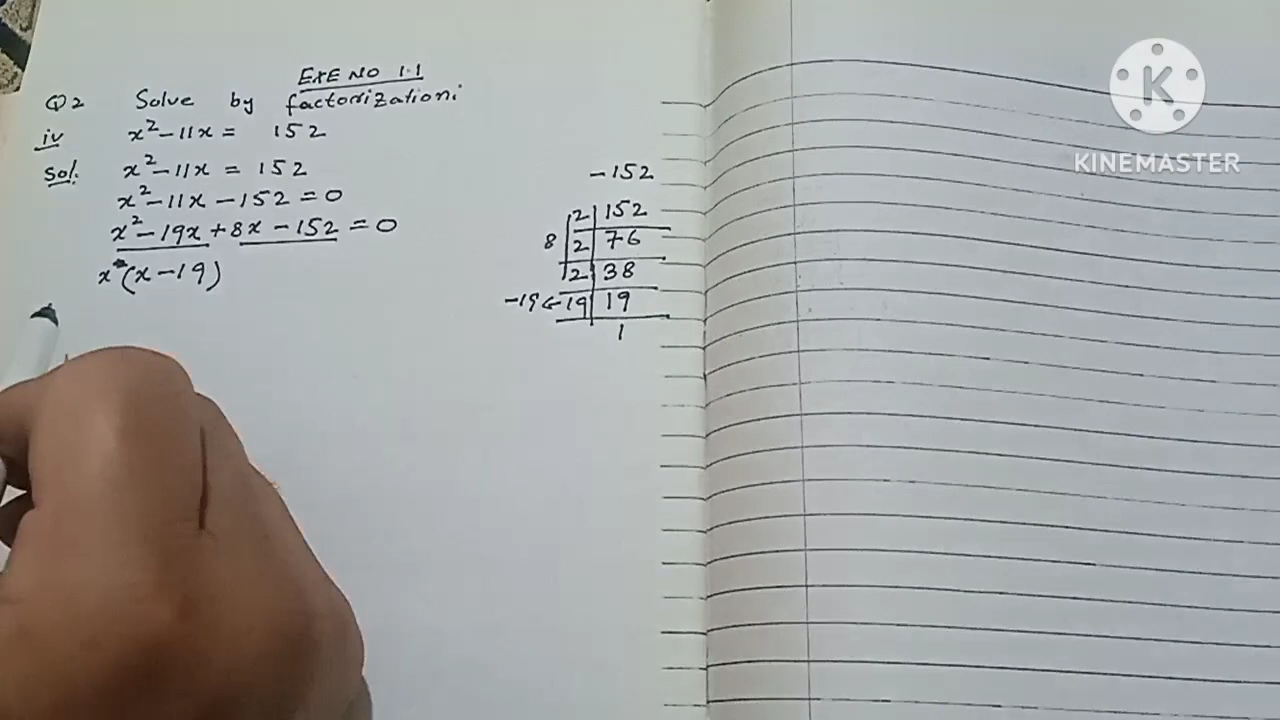 EXE NO 1.1
Q2 Solve by factorization:
iv x²-11x = 152
Sol: x²-11x = 152
x²-11x-152=0
x²-19x+8x-152=0
x(x-19)
-152
2 152
8 2 76
2 38
-19← 19 19
1
K
KINEMASTER